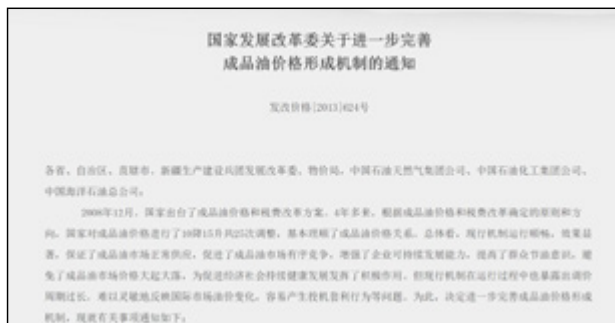 国家发展改革委关于进一步完善
成品油价格形成机制的通知
发改价格[2013]624号
各省、自治区、直辖市、新疆生产建设兵团发展改革委、物价局，中国石油天然气集团公司、中国石油化工集团公司、
中国海洋石油总公司：
2008年12月，国家出台了成品油价格和税费改革方案。4年多来，根据成品油价格和税费改革确定的原则和方
向，国家对成品油价格进行了10降15升共25次调整，基本理顺了成品油价格关系。总体看，现行机制运行顺畅，效果显
著，保证了成品油市场正常供应，促进了成品油市场有序竞争，增强了企业可持续发展能力，提高了群众节油意识，避
免了成品油市场价格大起大落，为促进经济社会持续健康发展发挥了积极作用。但现行机制在运行过程中也暴露出调价
周期过长，难以灵敏地反映国际市场油价变化，容易产生投机套利行为等问题。为此，决定进一步完善成品油价格形成
机制，现就有关事项通知如下：